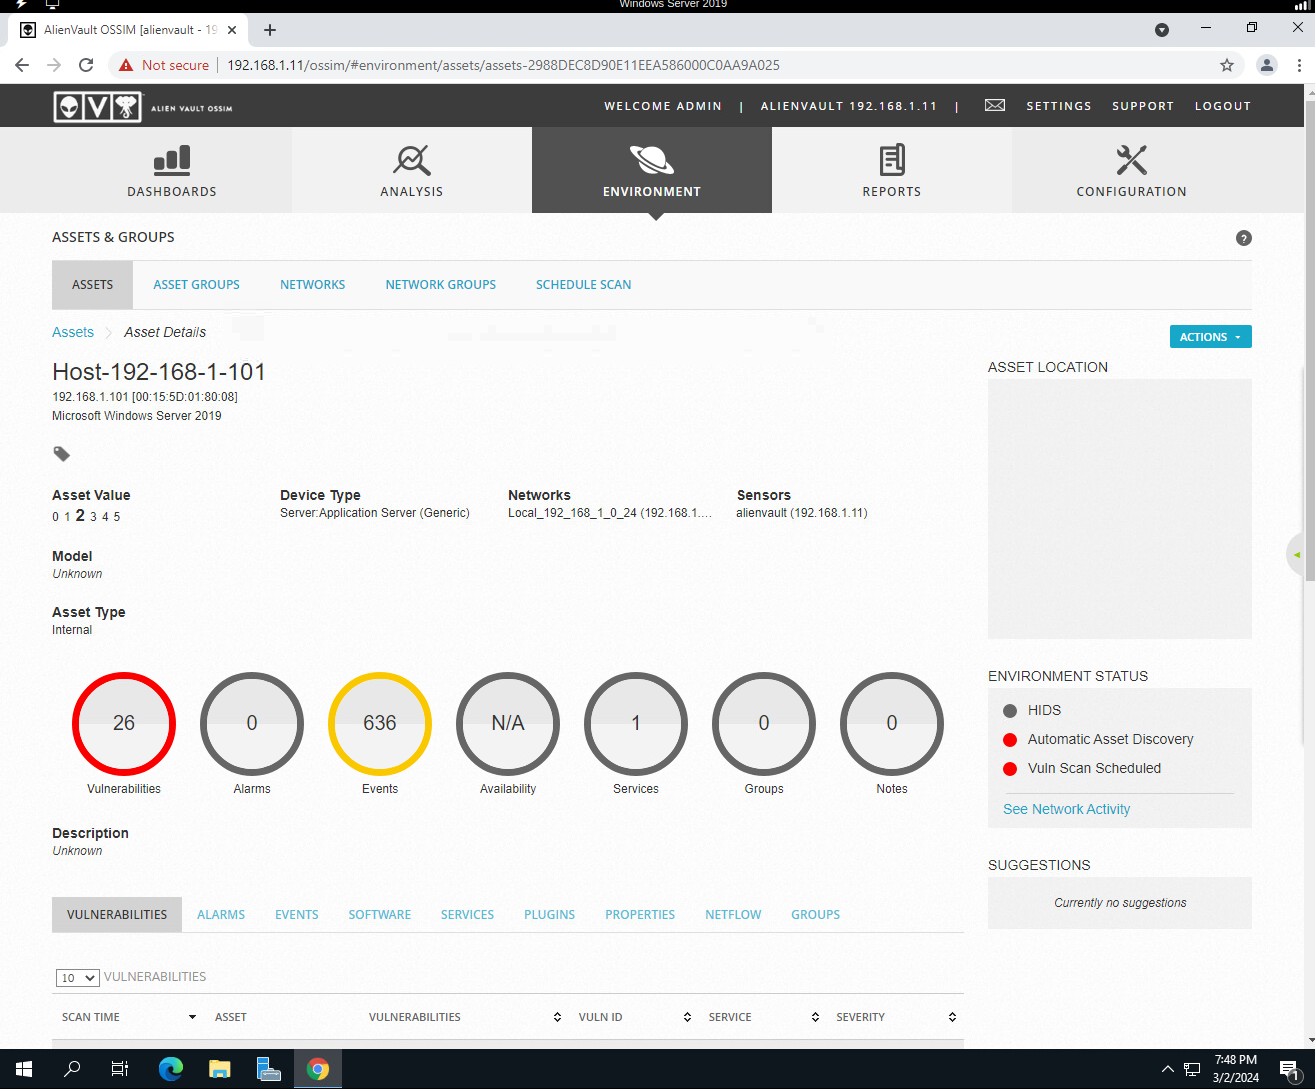 Windows Server 2019
AlienVault OSSIM [alienvault - 19
Not secure
192.168.1.11/ossim/#environment/assets/assets-2988DEC8D90E11EEA586000C0AA9A025
V
ALIEN VAULT OSSIM
WELCOME ADMIN | ALIENVAULT 192.168.1.11 | SETTINGS SUPPORT LOGOUT
DASHBOARDS ANALYSIS ENVIRONMENT REPORTS CONFIGURATION
ASSETS & GROUPS
?
ASSETS ASSET GROUPS NETWORKS NETWORK GROUPS SCHEDULE SCAN
Assets Asset Details
ACTIONS
Host-192-168-1-101
192.168.1.101 [00:15:5D:01:80:08]
Microsoft Windows Server 2019
ASSET LOCATION
Asset Value Device Type Networks Sensors
0 1 2 3 4 5 Server:Application Server (Generic) Local_192_168_1_0_24 (192.168.1.... alienvault (192.168.1.11)
Model
Unknown
Asset Type
Internal
26 0 636 N/A 1 0 0
Vulnerabilities Alarms Events Availability Services Groups Notes
ENVIRONMENT STATUS
HIDS
Automatic Asset Discovery
Vuln Scan Scheduled
See Network Activity
Description
Unknown
SUGGESTIONS
Currently no suggestions
VULNERABILITIES ALARMS EVENTS SOFTWARE SERVICES PLUGINS PROPERTIES NETFLOW GROUPS
10 VULNERABILITIES
SCAN TIME ASSET VULNERABILITIES VULN ID SERVICE SEVERITY
7:48 PM
3/2/2024
1